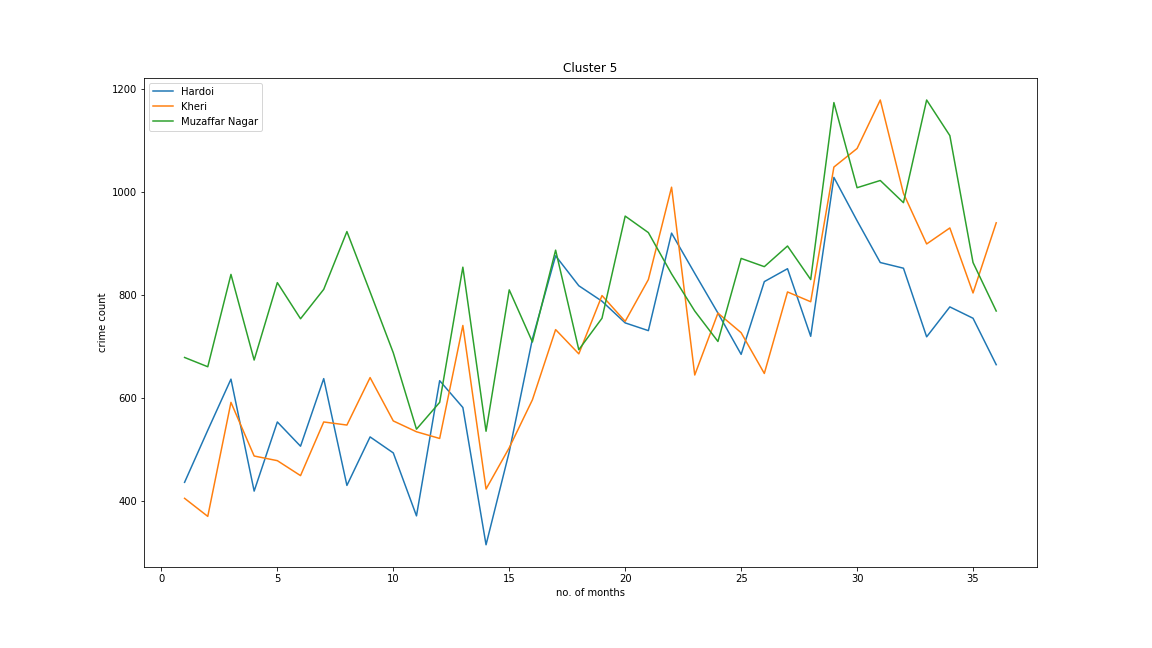 Cluster 5
Hardoi
Kheri
Muzaffar Nagar
1200
1000
800
600
400
crime count
0 5 10 15 20 25 30 35
no. of months